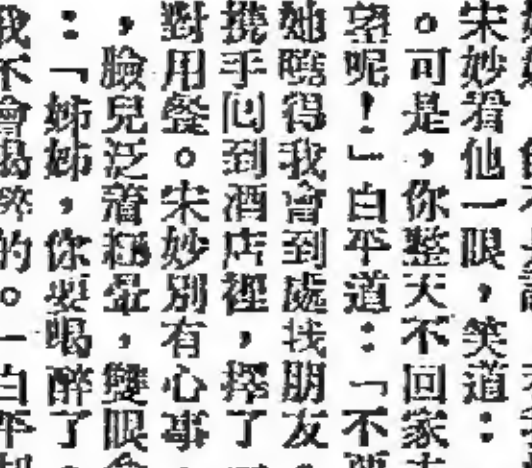 宋妙看他一眼，笑道：
。可是，你整天不回家
望呢！」白平道：「不
她曉得我會到處找朋友
攜手回到酒店裡，擇了
對用餐。宋妙別有心事
，臉兒泛著紅暈，雙眼
：「姊姊，你要喝醉了
我不會喝醉的。」白平